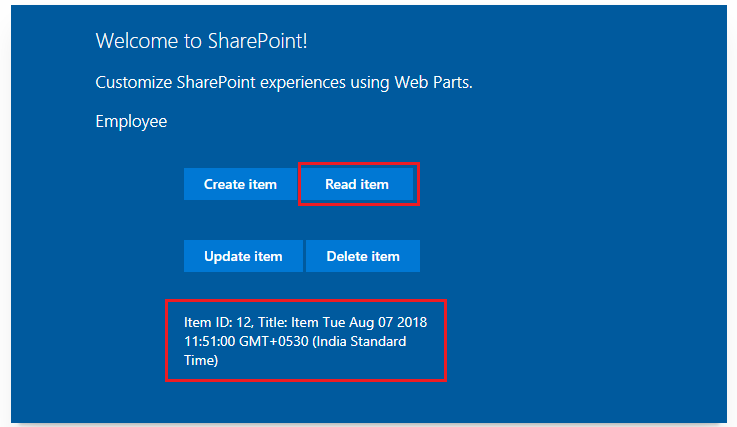 Welcome to SharePoint!
Customize SharePoint experiences using Web Parts.
Employee
Create item
Read item
Update item
Delete item
Item ID: 12, Title: Item Tue Aug 07 2018
11:51:00 GMT+0530 (India Standard
Time)